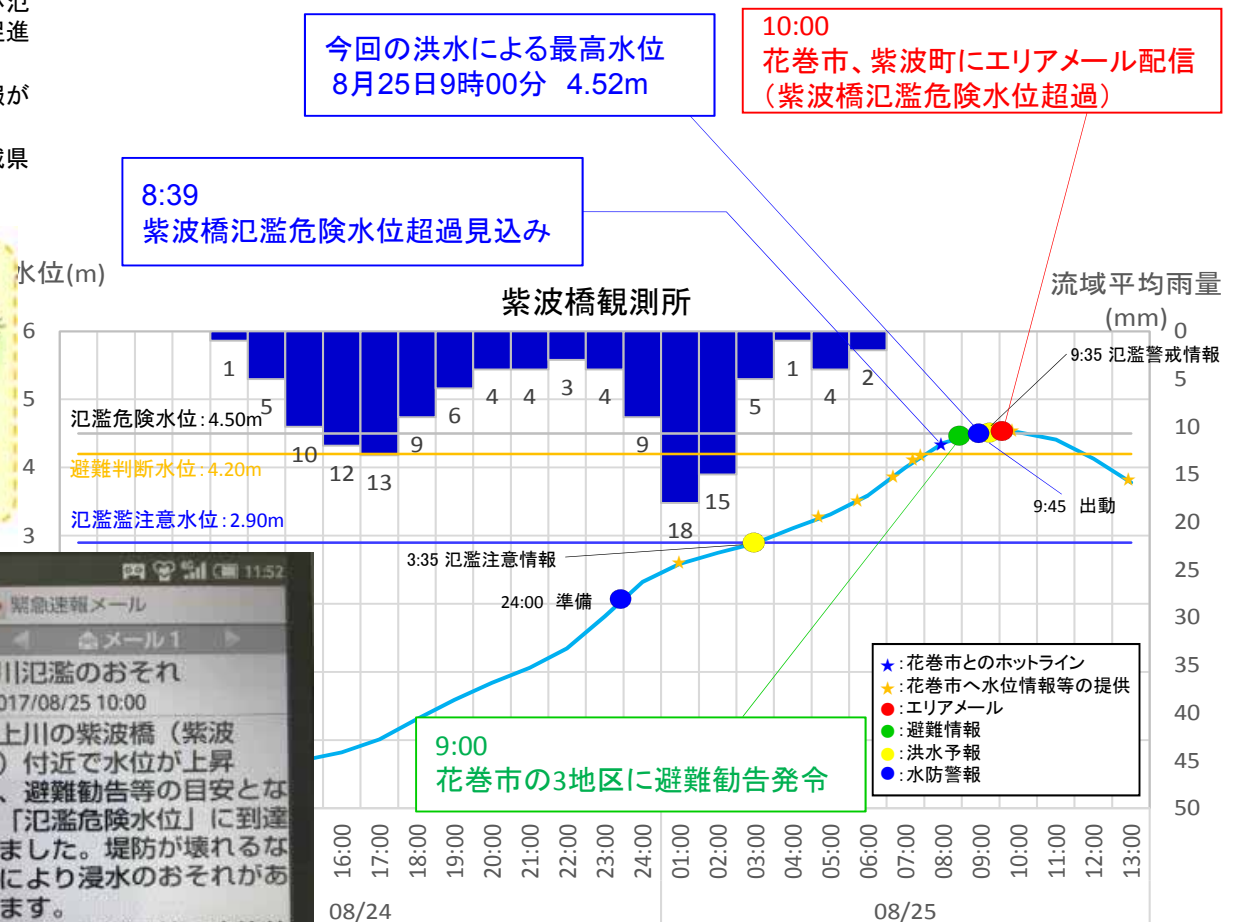 促進
報が
城県
今回の洪水による最高水位
8月25日9時00分 4.52m
10:00
花巻市、紫波町にエリアメール配信
(紫波橋氾濫危険水位超過)
8:39
紫波橋氾濫危険水位超過見込み
水位(m)
紫波橋観測所
流域平均雨量
(mm)
6
5
4
3
0
5
10
15
20
25
30
35
40
45
50
1
5
10
12
13
9
6
4
4
3
4
9
18
15
5
1
4
2
氾濫危険水位:4.50m
避難判断水位:4.20m
氾濫濫注意水位:2.90m
9:35 氾濫警戒情報
9:45 出動
3:35 氾濫注意情報
24:00 準備
★:花巻市とのホットライン
★:花巻市へ水位情報等の提供
●:エリアメール
●:避難情報
●:洪水予報
●:水防警報
9:00
花巻市の3地区に避難勧告発令
16:00
17:00
18:00
19:00
20:00
21:00
22:00
23:00
24:00
01:00
02:00
03:00
04:00
05:00
06:00
07:00
08:00
09:00
10:00
11:00
12:00
13:00
08/24
08/25
4G 11:52
緊急速報メール
メール1
川氾濫のおそれ
2017/08/25 10:00
上川の紫波橋(紫波
)付近で水位が上昇
、避難勧告等の目安とな
「氾濫危険水位」に到達
ました。堤防が壊れるな
により浸水のおそれがあ
ます。